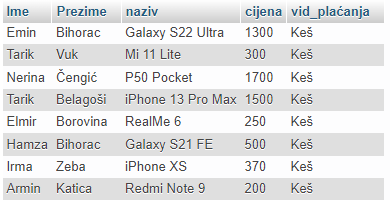 Ime Prezime naziv cijena vid_plaćanja
Emin Bihorac Galaxy S22 Ultra 1300 Keš
Tarik Vuk Mi 11 Lite 300 Keš
Nerina Čengić P50 Pocket 1700 Keš
Tarik Belagoši iPhone 13 Pro Max 1500 Keš
Elmir Borovina RealMe 6 250 Keš
Hamza Bihorac Galaxy S21 FE 500 Keš
Irma Zeba iPhone XS 370 Keš
Armin Katica Redmi Note 9 200 Keš